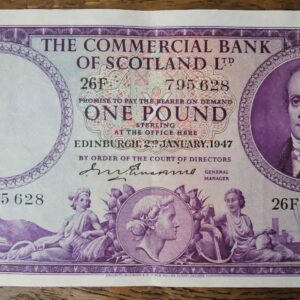 THE COMMERCIAL BANK
OF SCOTLAND LTD
26F 795628
PROMISE TO PAY THE BEARER ON DEMAND
ONE POUND
STERLING
AT THE OFFICE HERE
EDINBURGH, 2ND JANUARY, 1947
BY ORDER OF THE COURT OF DIRECTORS
GENERAL
MANAGER
95628
26F